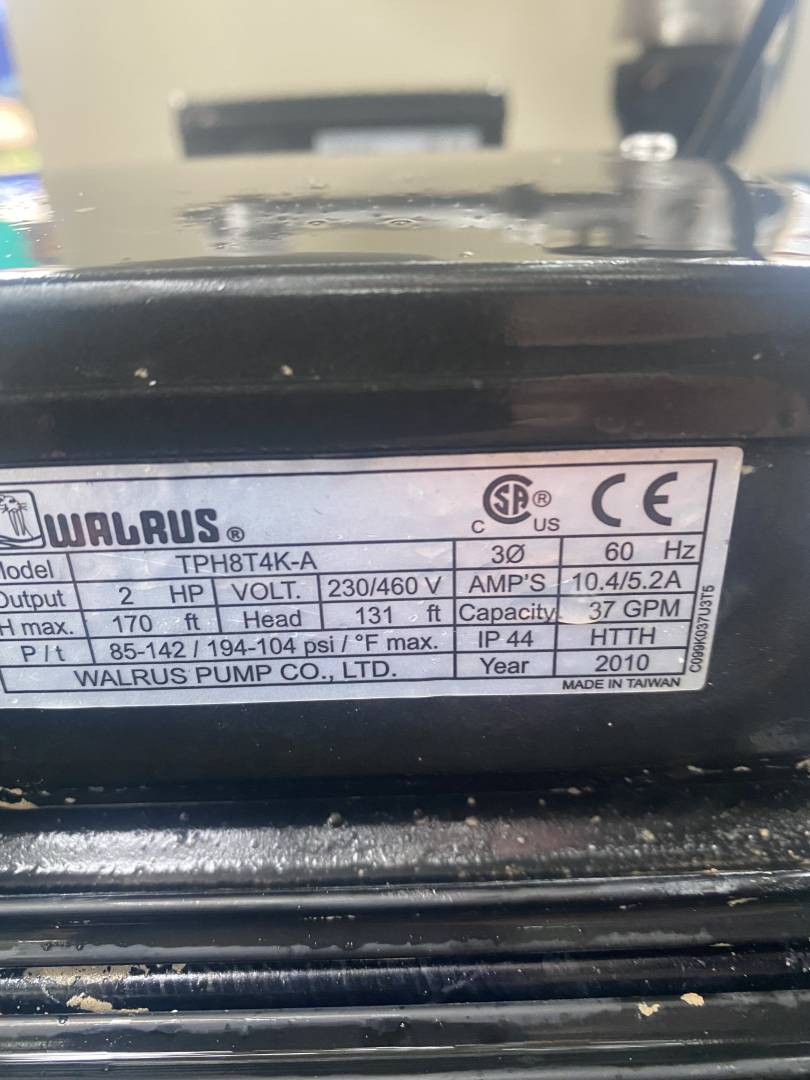 WALRUS ®
C SA ® US CE
Model TPH8T4K-A 3Ø 60 Hz
Output 2 HP VOLT. 230/460 V AMP'S 10.4/5.2A
H max. 170 ft Head 131 ft Capacity 37 GPM
P / t 85-142 / 194-104 psi / °F max. IP 44 HTTH
WALRUS PUMP CO., LTD. Year 2010
MADE IN TAIWAN
C099K037U3T5